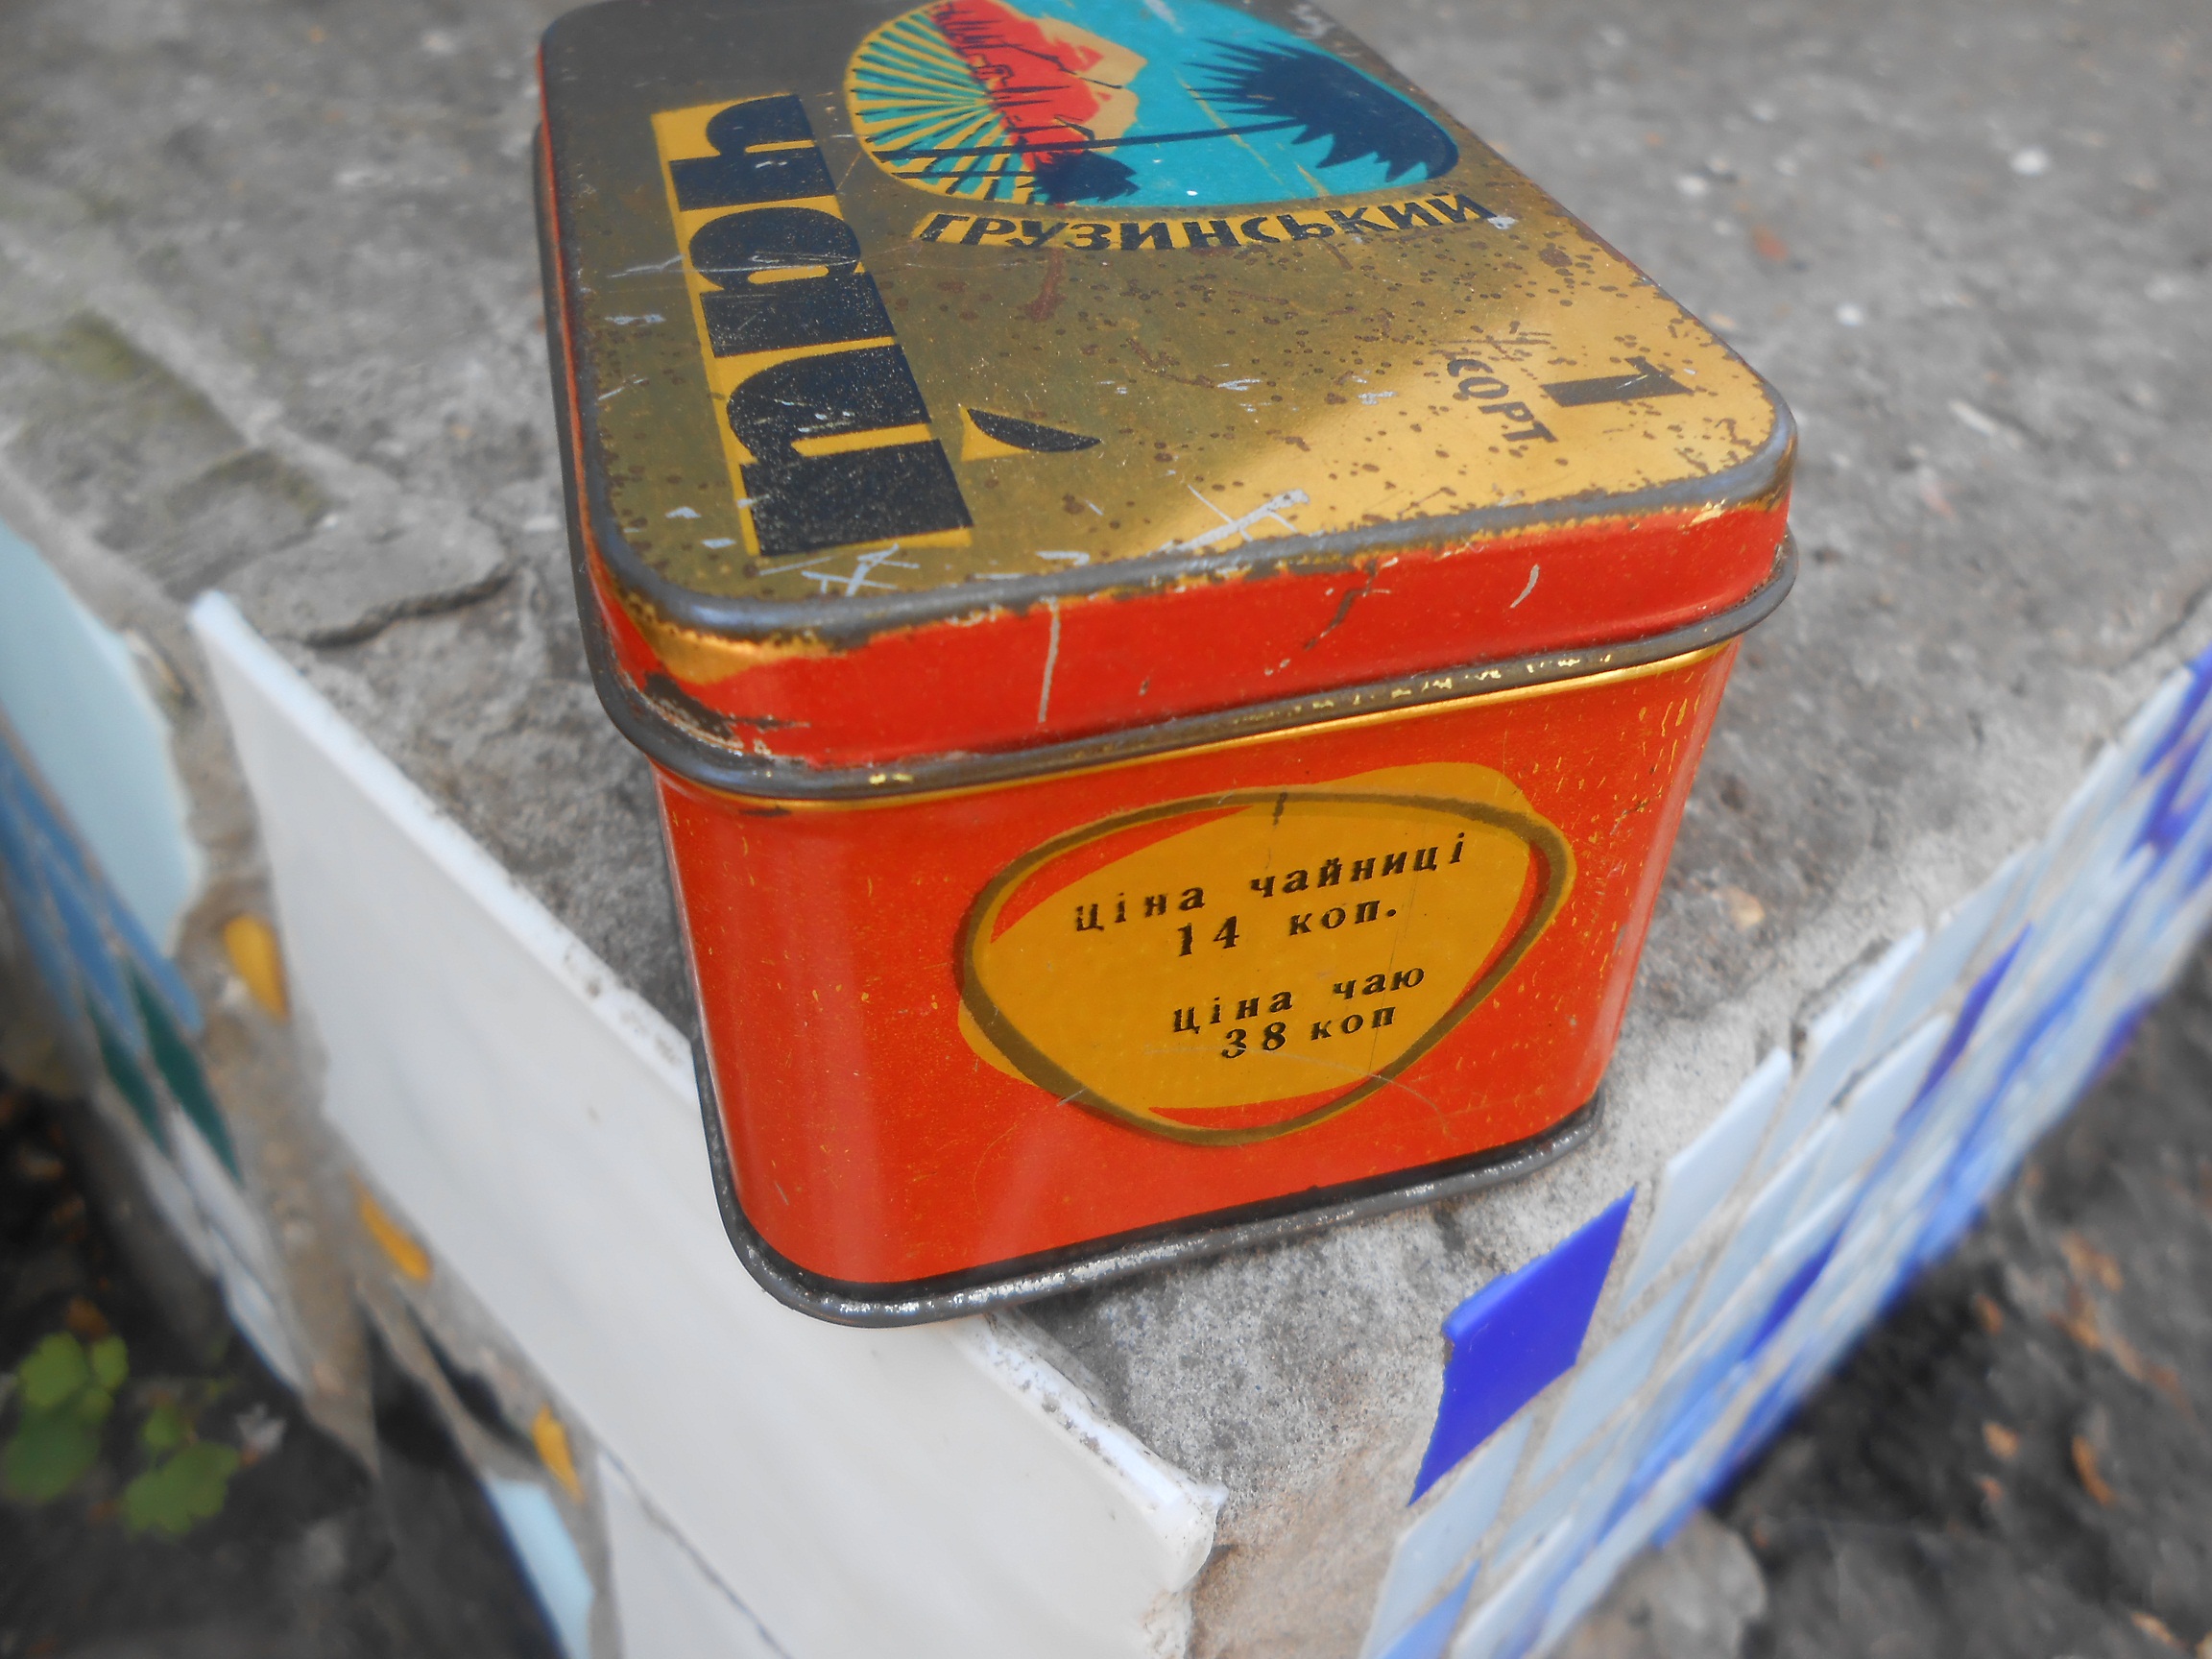 чай
ГРУЗИНСЬКИЙ
1
СОРТ
Ціна чайниці
14 коп.
Ціна чаю
38 коп